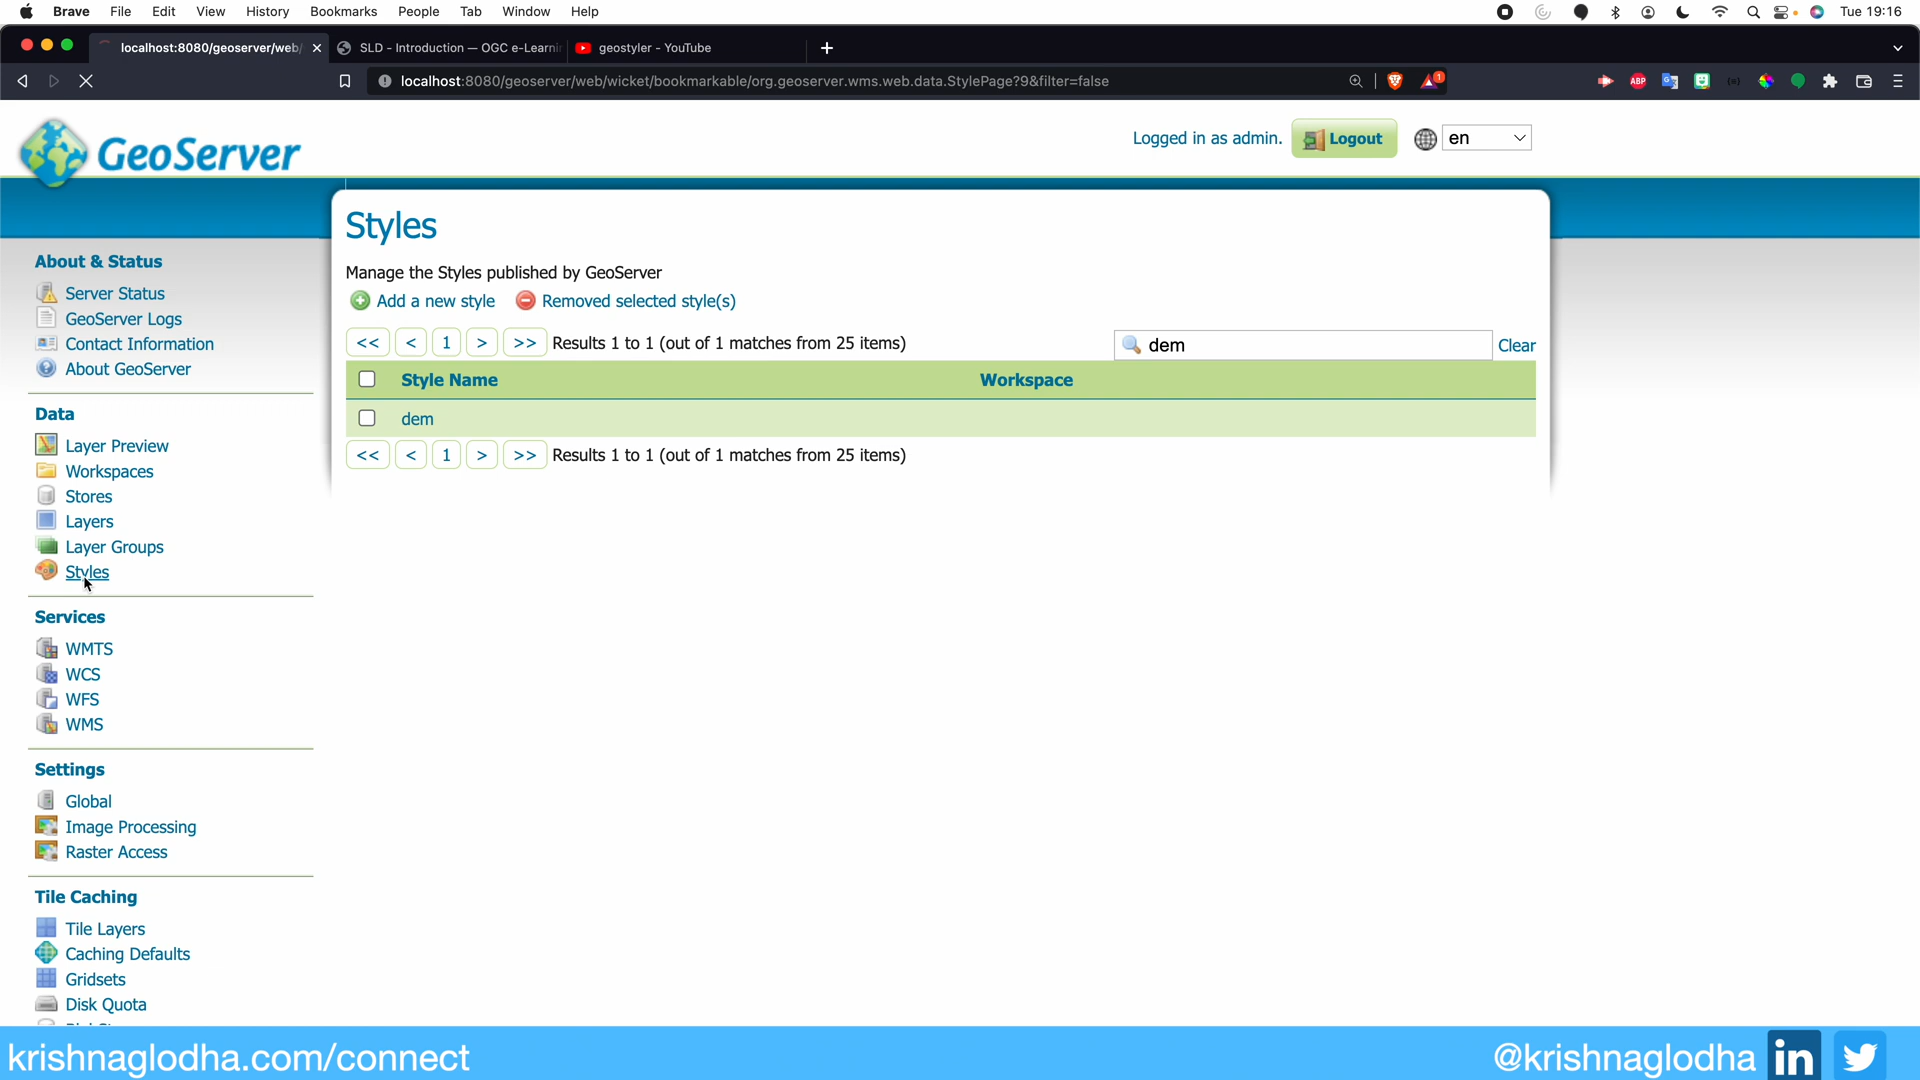 Brave File Edit View History Bookmarks People Tab Window Help Tue 19:16
localhost:8080/geoserver/web/ SLD - Introduction — OGC e-Learni geostyler - YouTube
localhost:8080/geoserver/web/wicket/bookmarkable/org.geoserver.wms.web.data.StylePage?9&filter=false
ABP
1
GeoServer
Logged in as admin. Logout en
About & Status
Server Status
GeoServer Logs
Contact Information
About GeoServer
Data
Layer Preview
Workspaces
Stores
Layers
Layer Groups
Styles
Services
WMTS
WCS
WFS
WMS
Settings
Global
Image Processing
Raster Access
Tile Caching
Tile Layers
Caching Defaults
Gridsets
Disk Quota
Styles
Manage the Styles published by GeoServer
Add a new style Removed selected style(s)
<< < 1 > >> Results 1 to 1 (out of 1 matches from 25 items) dem Clear
Style Name Workspace
dem
<< < 1 > >> Results 1 to 1 (out of 1 matches from 25 items)
krishnaglodha.com/connect @krishnaglodha in